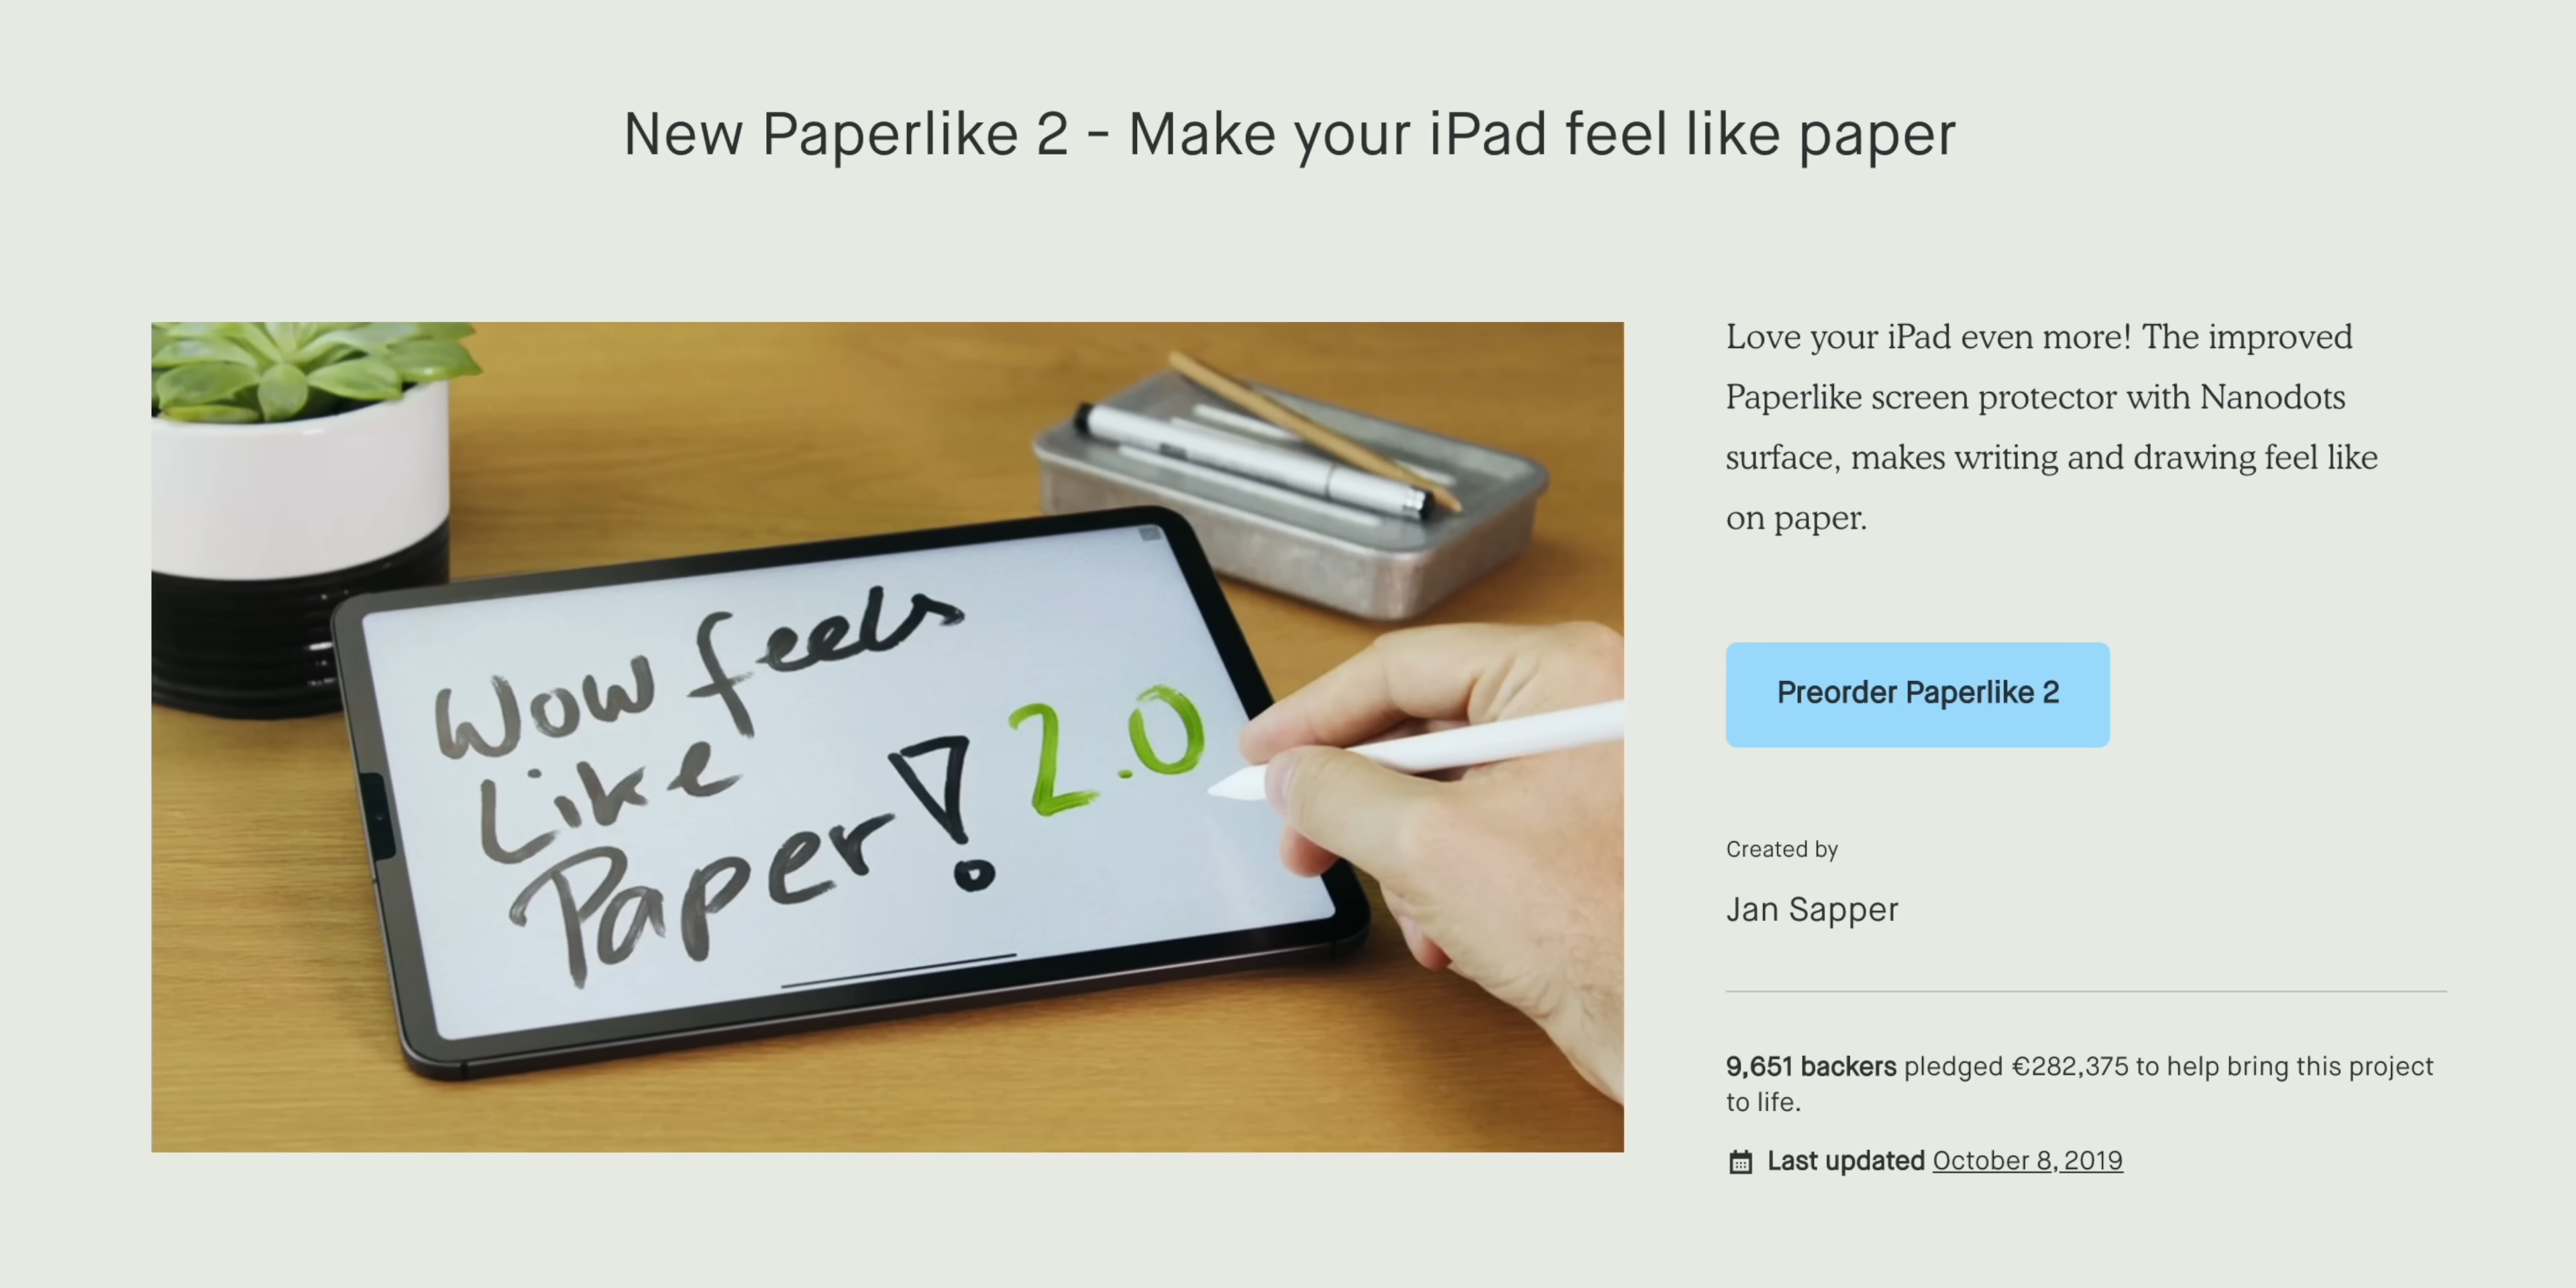 New Paperlike 2 - Make your iPad feel like paper
Wow feels
Like
Paper! 2.0
Love your iPad even more! The improved
Paperlike screen protector with Nanodots
surface, makes writing and drawing feel like
on paper.
Preorder Paperlike 2
Created by
Jan Sapper
9,651 backers pledged €282,375 to help bring this project
to life.
Last updated October 8, 2019